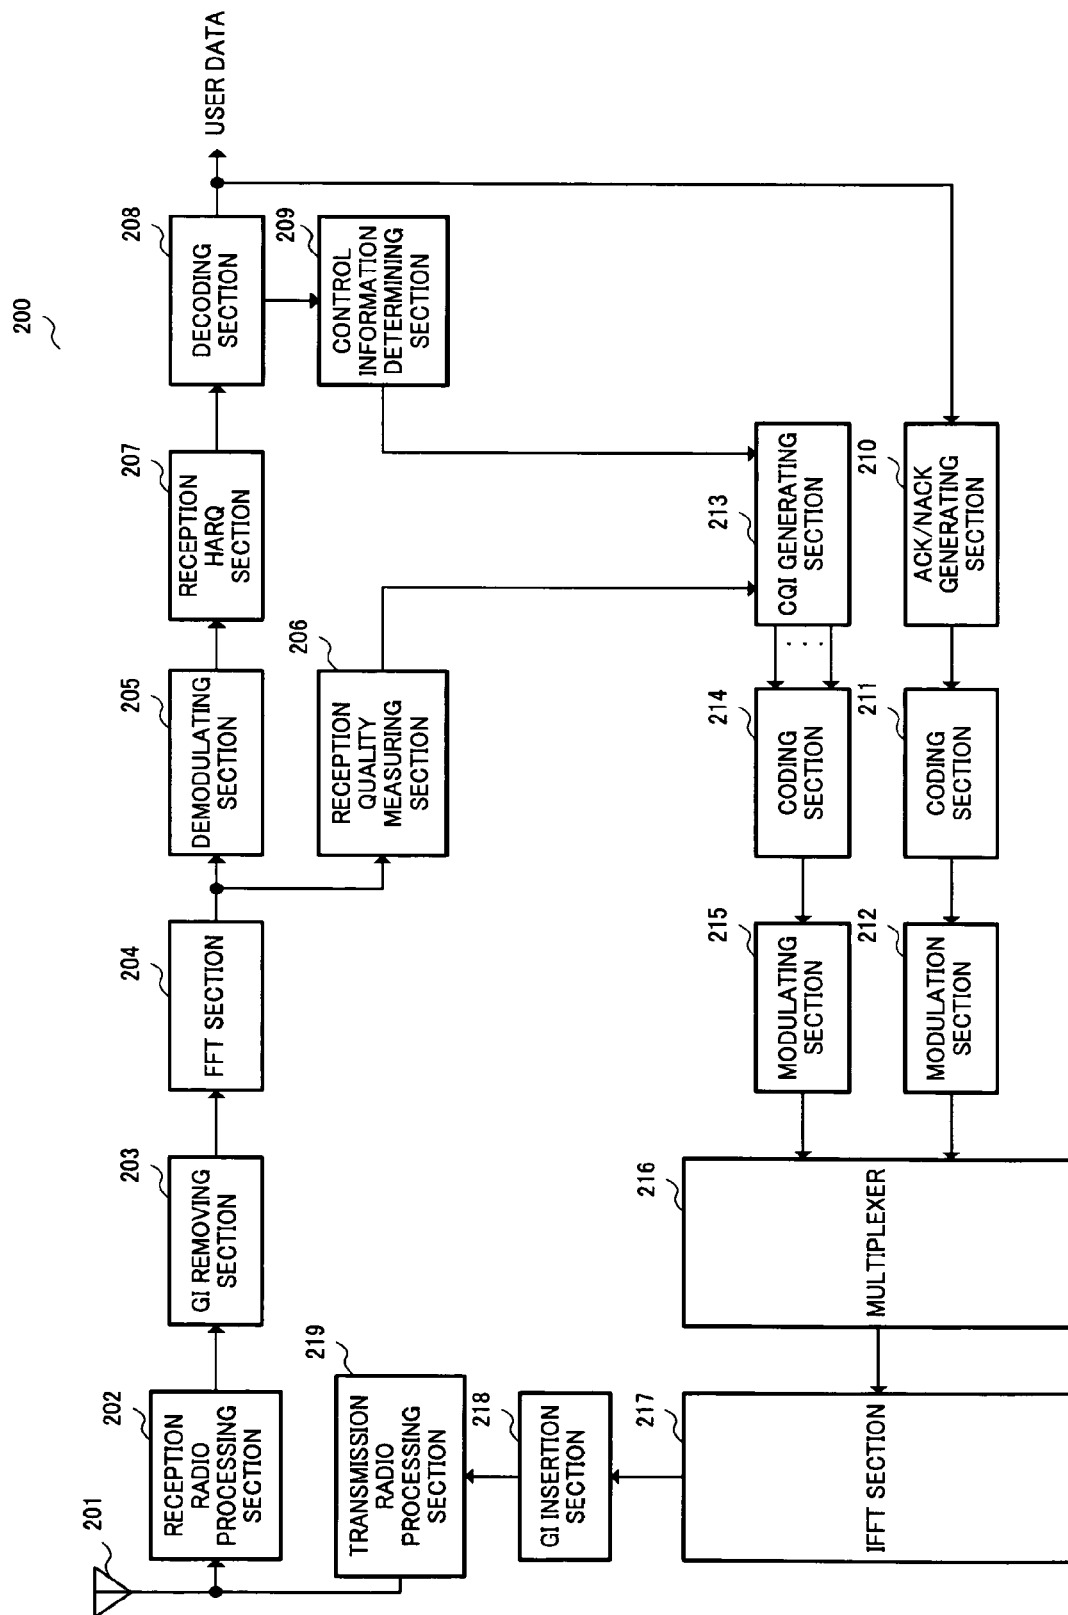 200
201
202
RECEPTION
RADIO
PROCESSING
SECTION
203
GI REMOVING
SECTION
204
FFT SECTION
205
DEMODULATING
SECTION
207
RECEPTION
HARQ
SECTION
208
DECODING
SECTION
USER DATA
206
RECEPTION
QUALITY
MEASURING
SECTION
209
CONTROL
INFORMATION
DETERMINING
SECTION
219
TRANSMISSION
RADIO
PROCESSING
SECTION
218
GI INSERTION
SECTION
217
IFFT SECTION
216
MULTIPLEXER
215
MODULATING
SECTION
214
CODING
SECTION
213
CQI GENERATING
SECTION
...
212
MODULATION
SECTION
211
CODING
SECTION
210
ACK/NACK
GENERATING
SECTION